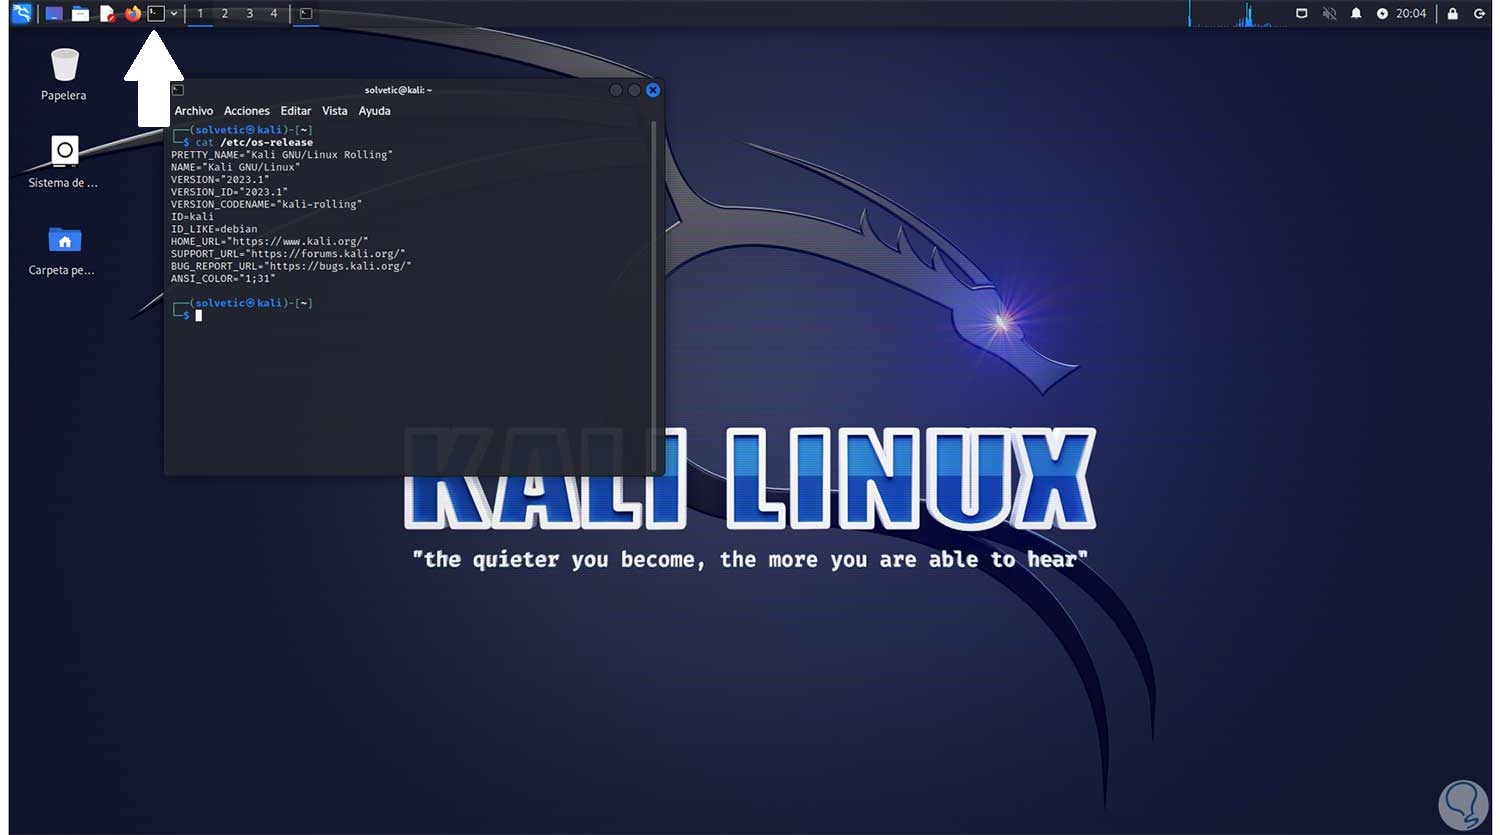 1 2 3 4
20:04
Papelera
Sistema de ...
Carpeta pe...
solvetic@kali: ~
Archivo Acciones Editar Vista Ayuda
┌──(solvetic㉿kali)-[~]
└─$ cat /etc/os-release
PRETTY_NAME="Kali GNU/Linux Rolling"
NAME="Kali GNU/Linux"
VERSION="2023.1"
VERSION_ID="2023.1"
VERSION_CODENAME="kali-rolling"
ID=kali
ID_LIKE=debian
HOME_URL="https://www.kali.org/"
SUPPORT_URL="https://forums.kali.org/"
BUG_REPORT_URL="https://bugs.kali.org/"
ANSI_COLOR="1;31"
┌──(solvetic㉿kali)-[~]
└─$
KALI LINUX
"the quieter you become, the more you are able to hear"